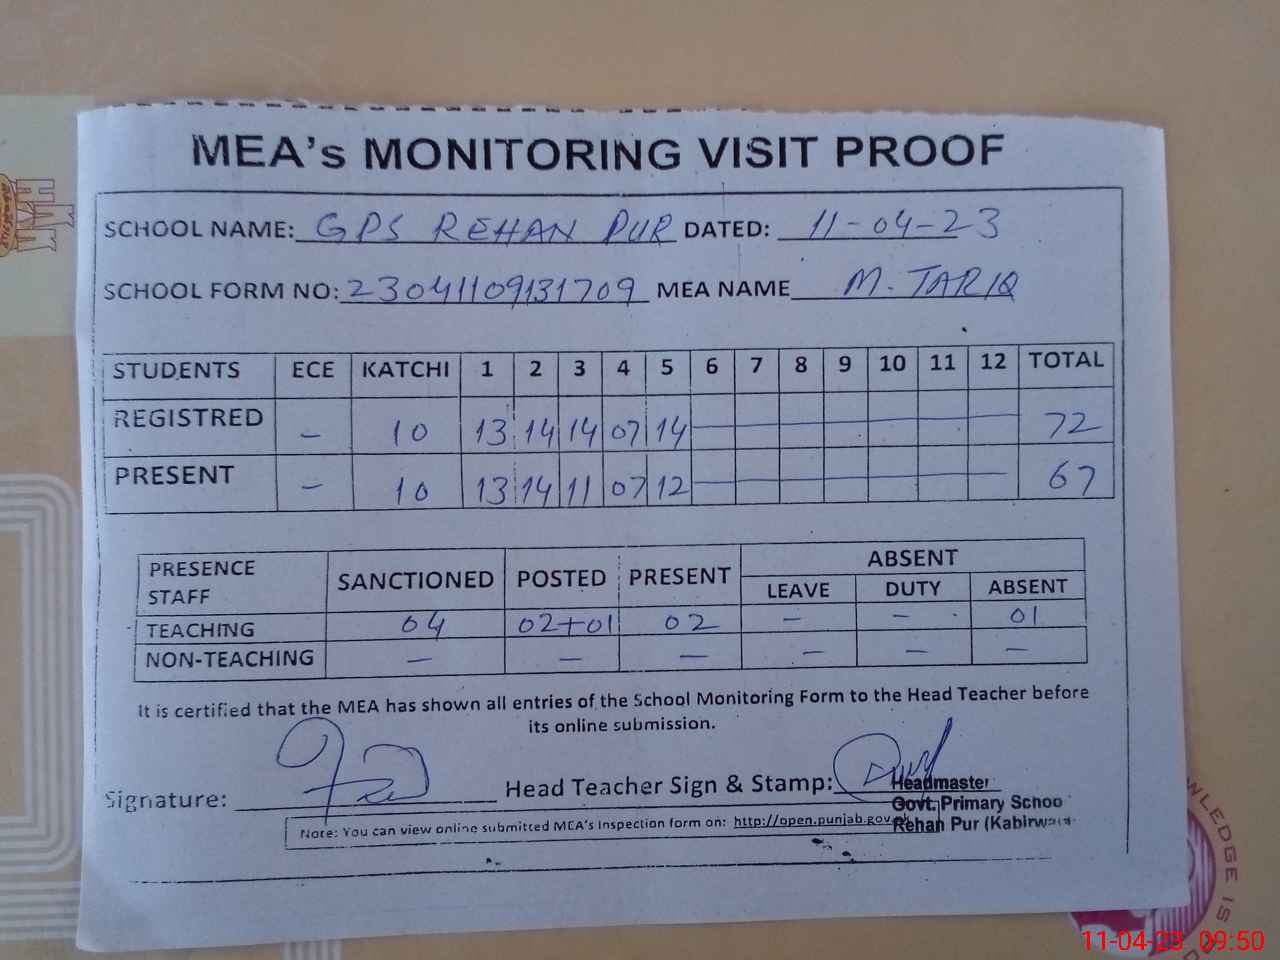 MEA's MONITORING VISIT PROOF
SCHOOL NAME: GPS REHAN PUR DATED: 11-04-23
SCHOOL FORM NO: 23041109131709 MEA NAME M. TARIQ
STUDENTS ECE KATCHI 1 2 3 4 5 6 7 8 9 10 11 12 TOTAL
REGISTRED - 10 13 14 14 07 14 72
PRESENT - 10 13 14 11 07 12 67
PRESENCE STAFF SANCTIONED POSTED PRESENT ABSENT
LEAVE DUTY ABSENT
TEACHING 04 02+01 02 - - 01
NON-TEACHING - - - - - -
It is certified that the MEA has shown all entries of the School Monitoring Form to the Head Teacher before
its online submission.
Signature: Head Teacher Sign & Stamp:
Headmaster
Govt. Primary Schoo
Rehan Pur (Kabirwala
Note: You can view online submitted MEA's Inspection form on: http://open.punjab.gov
WLEDGE IS
11-04-23 09:50